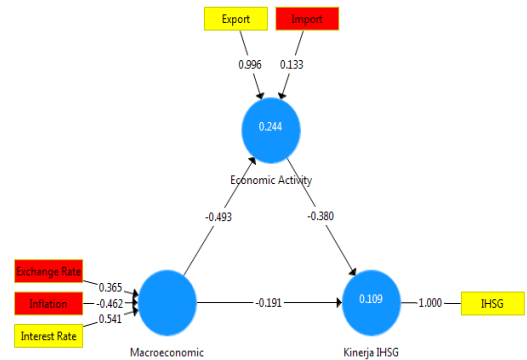 Export
Import
0.996
0.133
0.244
Economic Activity
-0.493
-0.380
Exchange Rate
0.365
Inflation
-0.462
0.541
Interest Rate
-0.191
0.109
1.000
IHSG
Macroeconomic
Kinerja IHSG